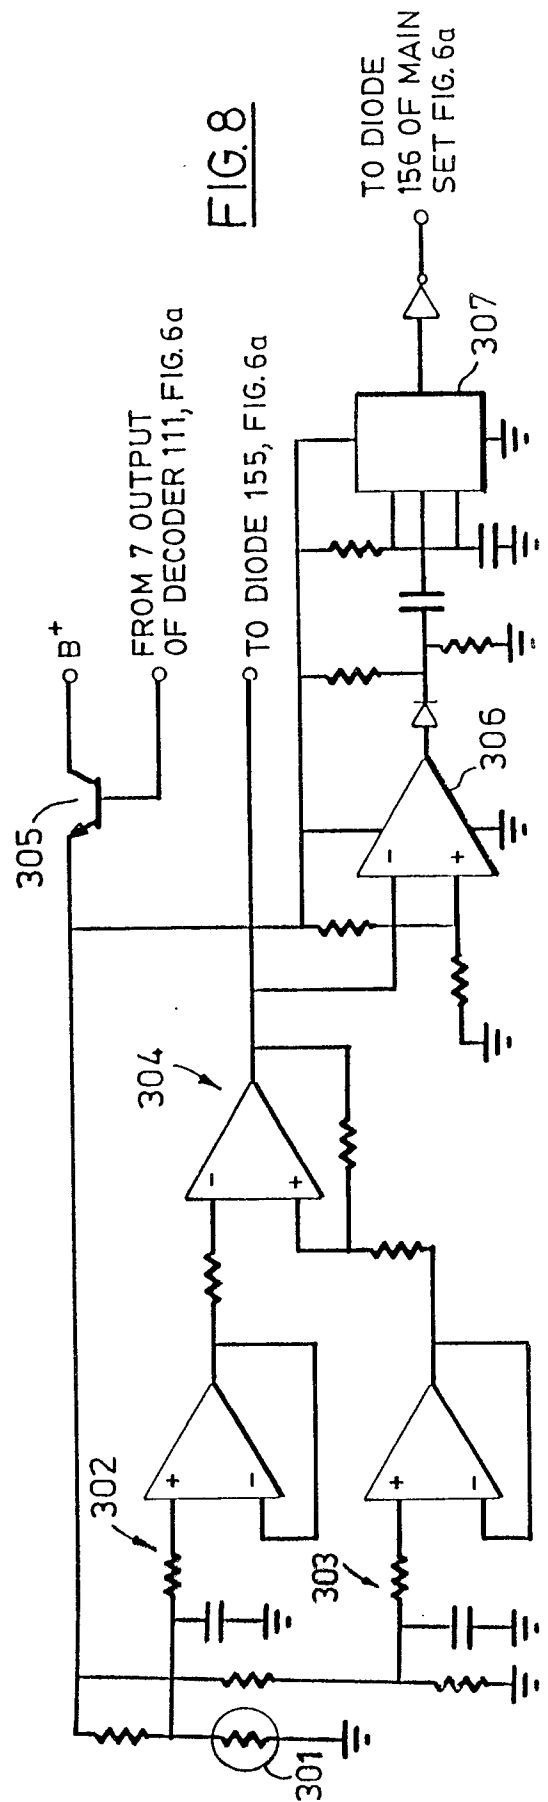 FIG. 8
B+
305
FROM 7 OUTPUT
OF DECODER 111, FIG. 6a
TO DIODE 155, FIG. 6a
TO DIODE
156 OF MAIN
SET FIG. 6a
307
306
-
+
304
-
+
302
+
-
303
+
-
301